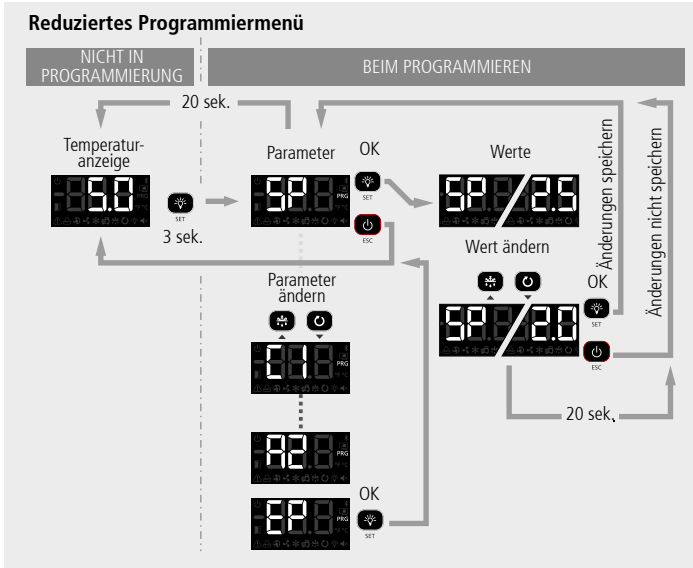 Reduziertes Programmiermenü
NICHT IN
PROGRAMMIERUNG
BEIM PROGRAMMIEREN
20 sek.
Temperatur-
anzeige
Parameter
OK
Werte
5.0
SET
3 sek.
SP
PRG
SET
ESC
SP
2.5
Änderungen speichern
Änderungen nicht speichern
Wert ändern
OK
SP
2.0
SET
ESC
20 sek.
Parameter
ändern
C1
PRG
A2
PRG
EP
PRG
OK
SET